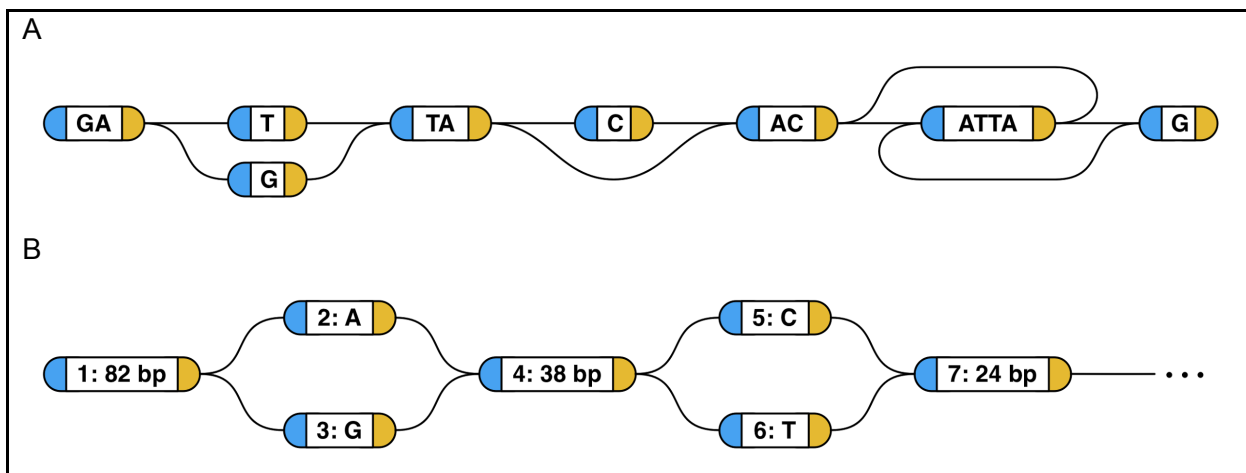 A
GA T TA C AC ATTA G
G
B
2: A 5: C
1: 82 bp 4: 38 bp 7: 24 bp ...
3: G 6: T